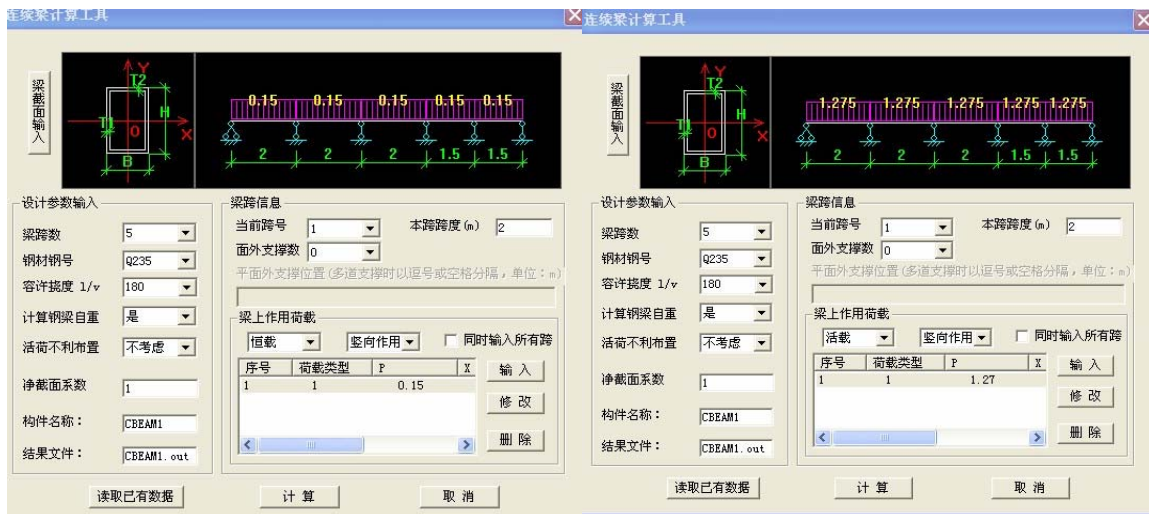 连续梁计算工具
梁截面输入
Y
T2
H
T1
O
X
B
0.15 0.15 0.15 0.15 0.15
2 2 2 1.5 1.5
设计参数输入
梁跨数 5
钢材钢号 Q235
容许挠度 1/v 180
计算钢梁自重 是
活荷不利布置 不考虑
净截面系数 1
构件名称： CBEAM1
结果文件： CBEAM1.out
梁跨信息
当前跨号 1 本跨跨度(m) 2
面外支撑数 0
平面外支撑位置(多道支撑时以逗号或空格分隔，单位：m)
梁上作用荷载
恒载 竖向作用 同时输入所有跨
序号 荷载类型 P X
1 1 0.15
输入
修改
删除
读取已有数据 计算 取消
连续梁计算工具
梁截面输入
Y
T2
H
T1
O
X
B
1.275 1.275 1.275 1.275 1.275
2 2 2 1.5 1.5
设计参数输入
梁跨数 5
钢材钢号 Q235
容许挠度 1/v 180
计算钢梁自重 是
活荷不利布置 不考虑
净截面系数 1
构件名称： CBEAM1
结果文件： CBEAM1.out
梁跨信息
当前跨号 1 本跨跨度(m) 2
面外支撑数 0
平面外支撑位置(多道支撑时以逗号或空格分隔，单位：m)
梁上作用荷载
活载 竖向作用 同时输入所有跨
序号 荷载类型 P X
1 1 1.27
输入
修改
删除
读取已有数据 计算 取消